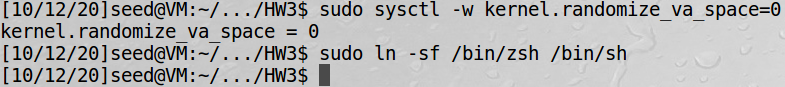 [10/12/20]seed@VM:~/.../HW3$ sudo sysctl -w kernel.randomize_va_space=0
kernel.randomize_va_space = 0
[10/12/20]seed@VM:~/.../HW3$ sudo ln -sf /bin/zsh /bin/sh
[10/12/20]seed@VM:~/.../HW3$